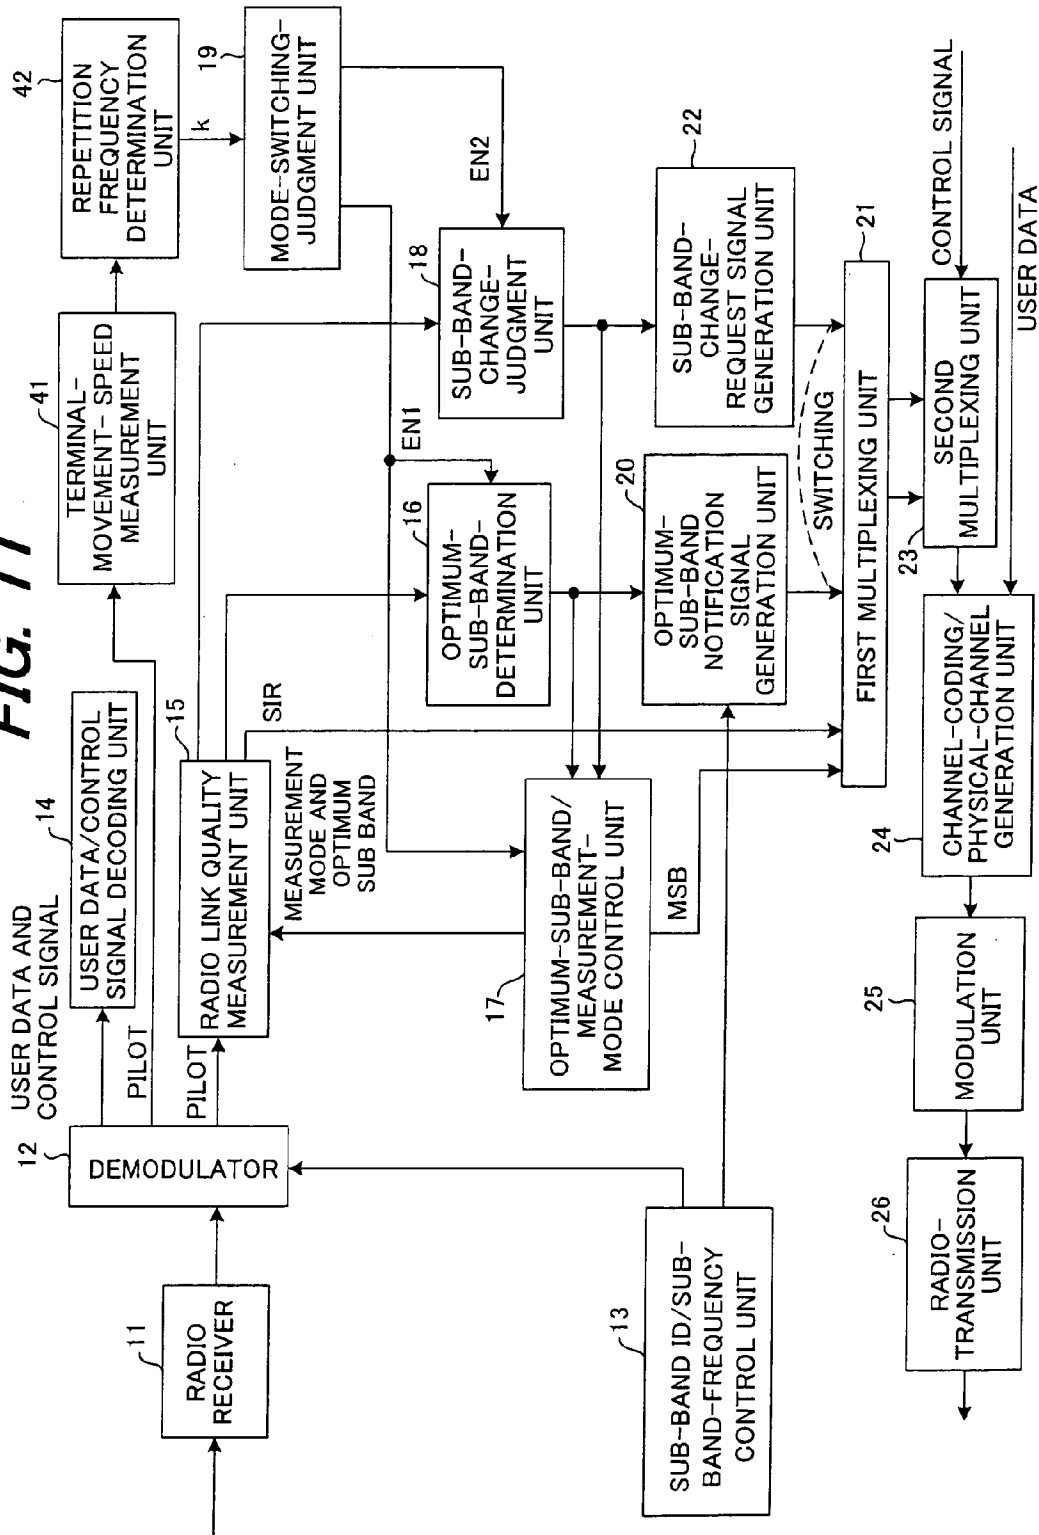 FIG. 11
11
RADIO
RECEIVER
12
DEMODULATOR
USER DATA AND
CONTROL SIGNAL
PILOT
PILOT
14
USER DATA/CONTROL
SIGNAL DECODING UNIT
15
RADIO LINK QUALITY
MEASUREMENT UNIT
SIR
41
TERMINAL-
MOVEMENT- SPEED
MEASUREMENT
UNIT
42
REPETITION
FREQUENCY
DETERMINATION
UNIT
k
19
MODE-SWITCHING-
JUDGMENT UNIT
EN1
EN2
MEASUREMENT
MODE AND
OPTIMUM
SUB BAND
16
OPTIMUM-
SUB-BAND-
DETERMINATION
UNIT
18
SUB-BAND-
CHANGE-
JUDGMENT
UNIT
17
OPTIMUM-SUB-BAND/
MEASUREMENT-
MODE CONTROL UNIT
MSB
13
SUB-BAND ID/SUB-
BAND-FREQUENCY
CONTROL UNIT
20
OPTIMUM-
SUB-BAND
NOTIFICATION
SIGNAL
GENERATION UNIT
22
SUB-BAND-
CHANGE-
REQUEST SIGNAL
GENERATION UNIT
SWITCHING
21
FIRST MULTIPLEXING UNIT
CONTROL SIGNAL
23
SECOND
MULTIPLEXING UNIT
USER DATA
24
CHANNEL-CODING/
PHYSICAL-CHANNEL
GENERATION UNIT
25
MODULATION
UNIT
26
RADIO-
TRANSMISSION
UNIT